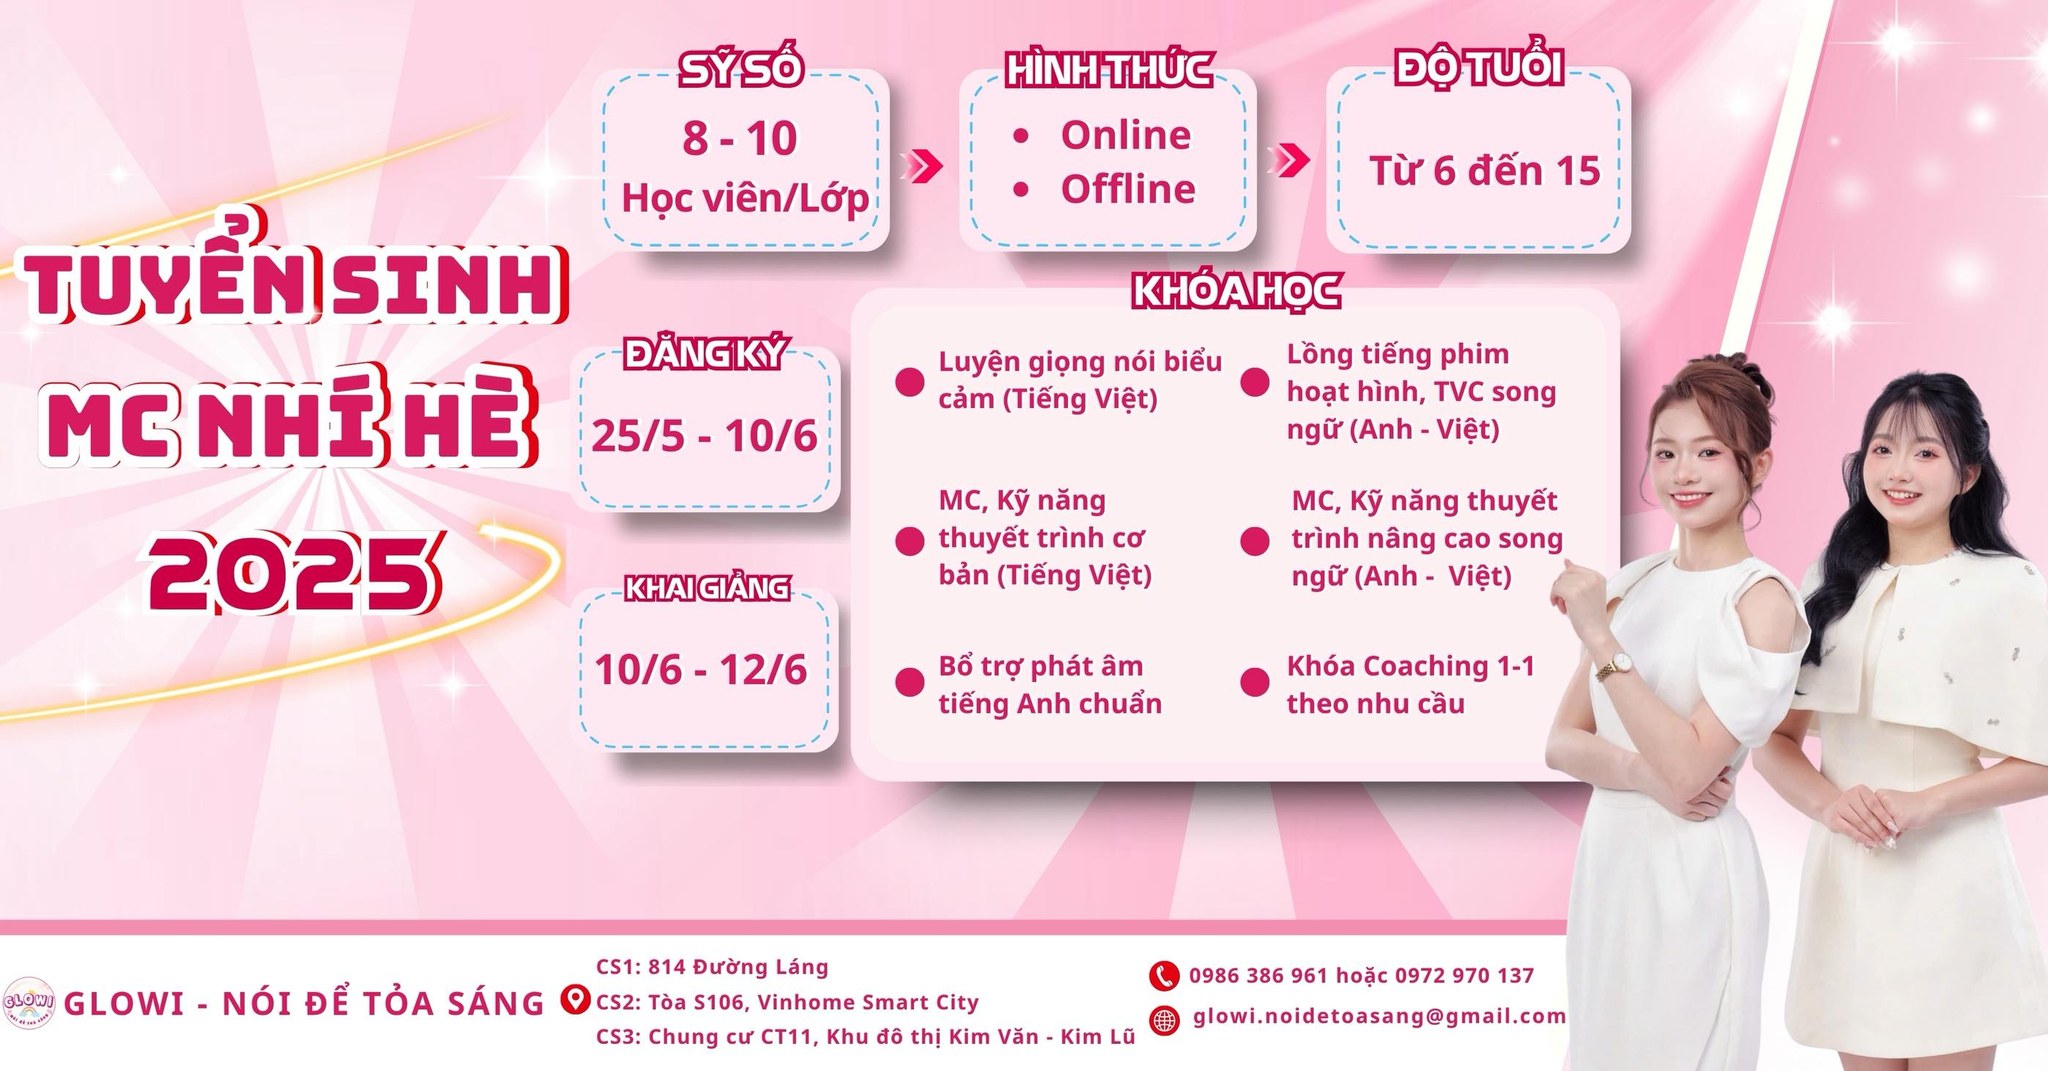 TUYỂN SINH
MC NHÍ HÈ
2025
SỸ SỐ
8 - 10
Học viên/Lớp
HÌNH THỨC
• Online
• Offline
ĐỘ TUỔI
Từ 6 đến 15
ĐĂNG KÝ
25/5 - 10/6
KHAI GIẢNG
10/6 - 12/6
KHÓA HỌC
Luyện giọng nói biểu
cảm (Tiếng Việt)
Lồng tiếng phim
hoạt hình, TVC song
ngữ (Anh - Việt)
MC, Kỹ năng
thuyết trình cơ
bản (Tiếng Việt)
MC, Kỹ năng thuyết
trình nâng cao song
ngữ (Anh - Việt)
Bổ trợ phát âm
tiếng Anh chuẩn
Khóa Coaching 1-1
theo nhu cầu
GLOWI
NÓI ĐỂ TỎA SÁNG
GLOWI - NÓI ĐỂ TỎA SÁNG
CS1: 814 Đường Láng
CS2: Tòa S106, Vinhome Smart City
CS3: Chung cư CT11, Khu đô thị Kim Văn - Kim Lũ
0986 386 961 hoặc 0972 970 137
glowi.noidetoasang@gmail.com